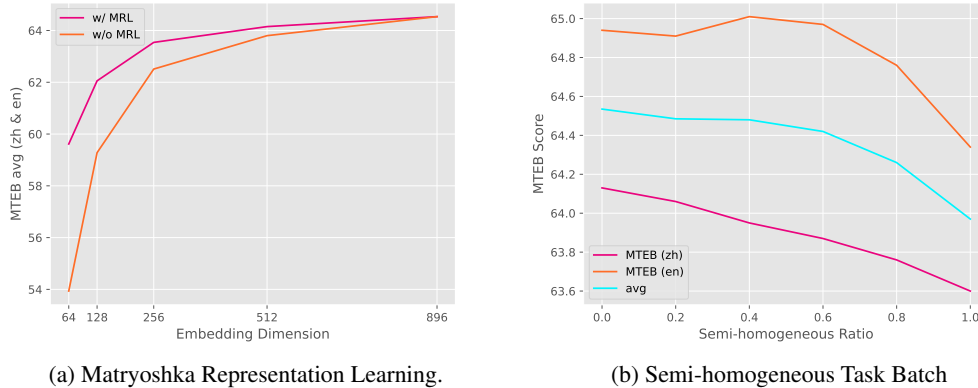 w/ MRL
w/o MRL
64
62
60
58
56
54
MTEB avg (zh & en)
64 128 256 512 896
Embedding Dimension
(a) Matryoshka Representation Learning.
65.0
64.8
64.6
64.4
64.2
64.0
63.8
63.6
MTEB Score
MTEB (zh)
MTEB (en)
avg
0.0 0.2 0.4 0.6 0.8 1.0
Semi-homogeneous Ratio
(b) Semi-homogeneous Task Batch